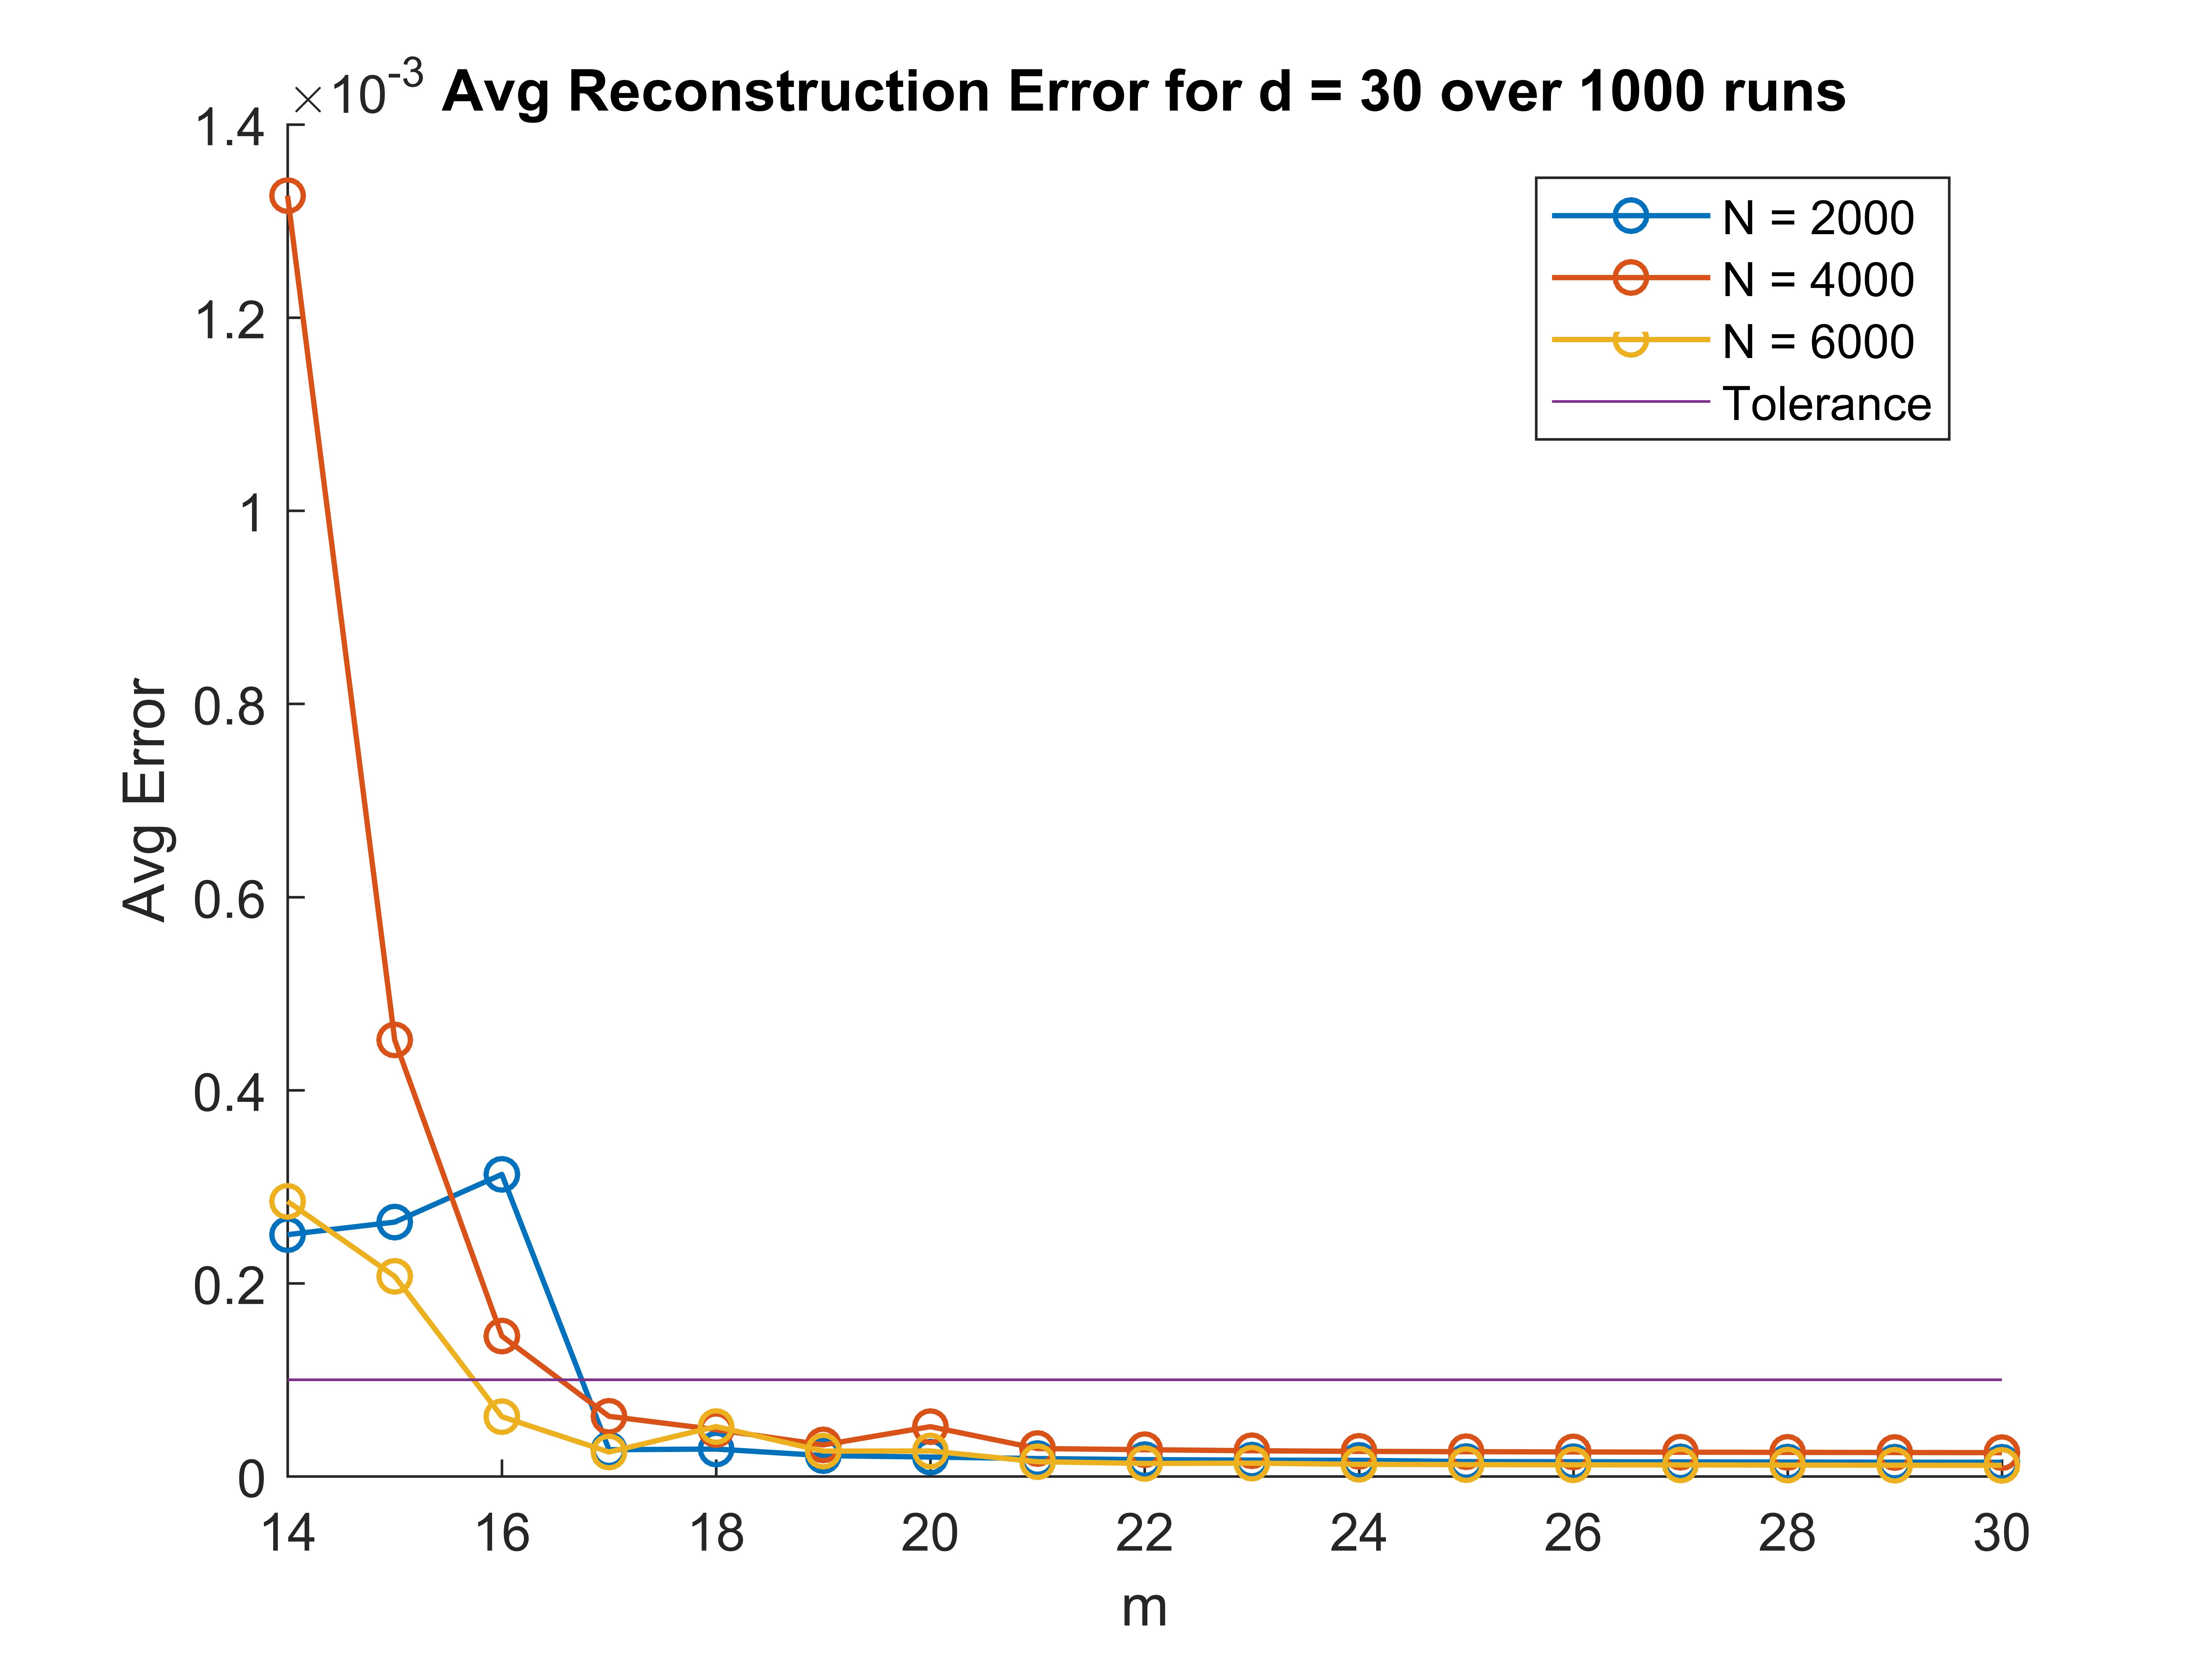 ×10-3 Avg Reconstruction Error for d = 30 over 1000 runs
1.4
1.2
1
0.8
0.6
0.4
0.2
0
Avg Error
N = 2000
N = 4000
N = 6000
Tolerance
14 16 18 20 22 24 26 28 30
m